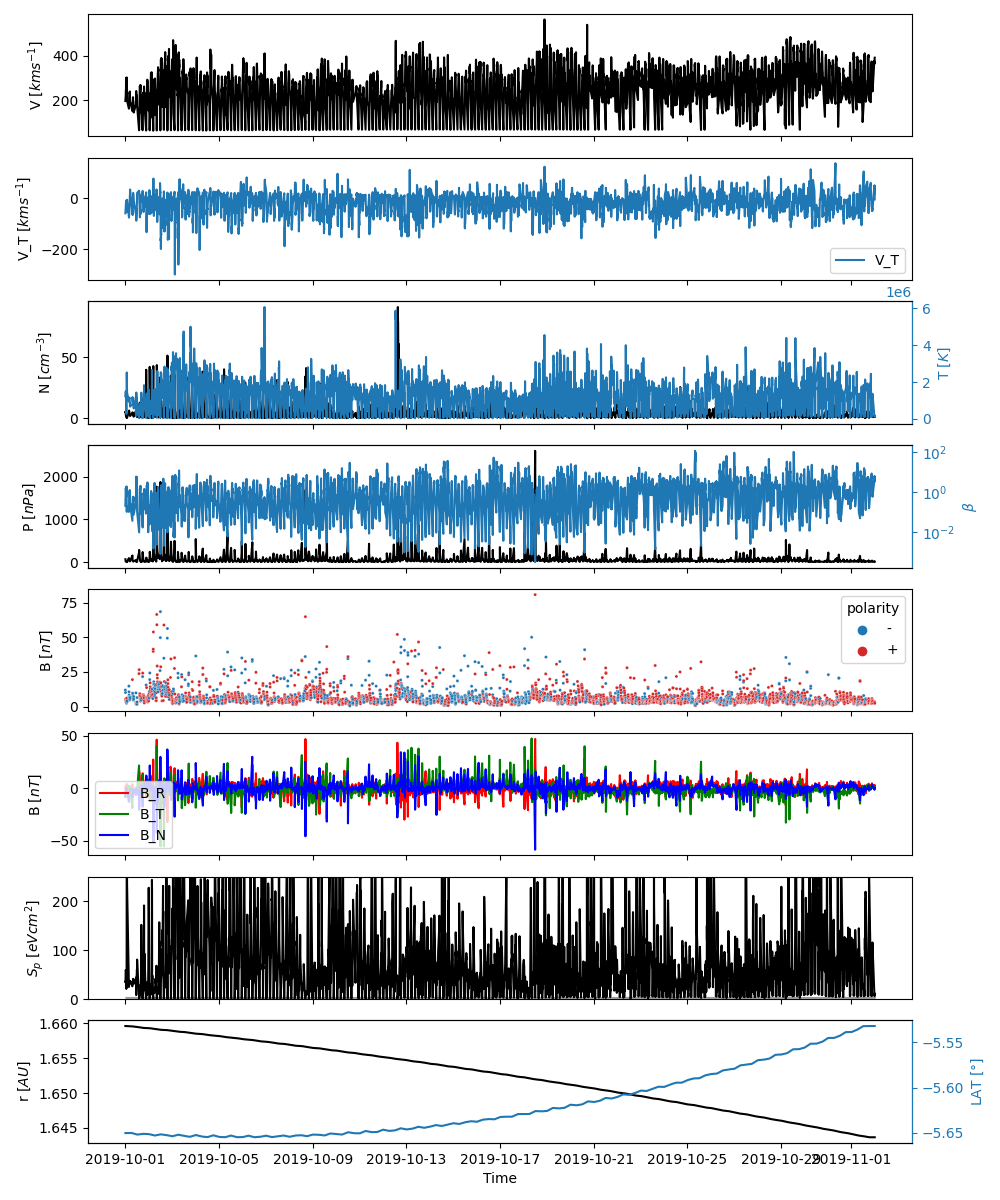 V [kms⁻¹]
400
200
V_T [kms⁻¹]
0
−200
V_T
1e6
N [cm⁻³]
50
0
6
4
2
0
T [K]
P [nPa]
2000
1000
0
10²
10⁰
10⁻²
β
B [nT]
75
50
25
0
polarity
-
+
B [nT]
50
0
−50
B_R
B_T
B_N
S_p [eVcm²]
200
100
0
r [AU]
1.660
1.655
1.650
1.645
−5.55
−5.60
−5.65
LAT [°]
2019-10-01 2019-10-05 2019-10-09 2019-10-13 2019-10-17 2019-10-21 2019-10-25 2019-10-29 2019-11-01
Time